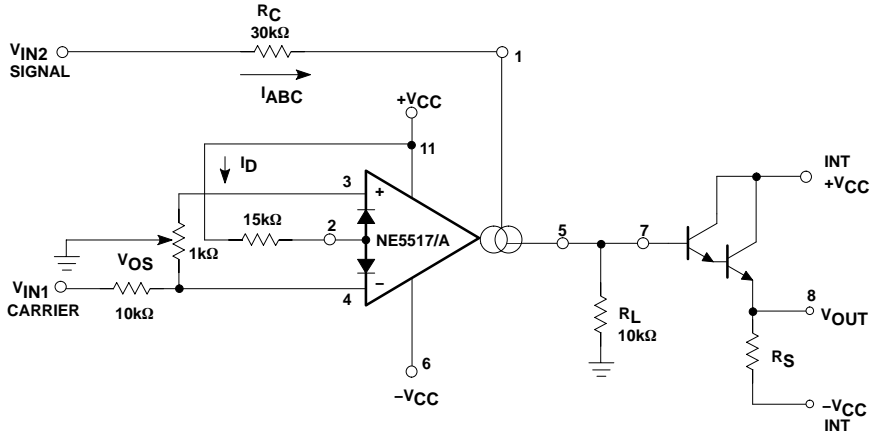 RC
30kΩ
VIN2
SIGNAL
1
IABC
+VCC
11
ID
3
+
INT
+VCC
15kΩ
2
NE5517/A
5
7
VOS
1kΩ
VIN1
CARRIER
10kΩ
4
−
RL
10kΩ
8
VOUT
6
−VCC
RS
−VCC
INT